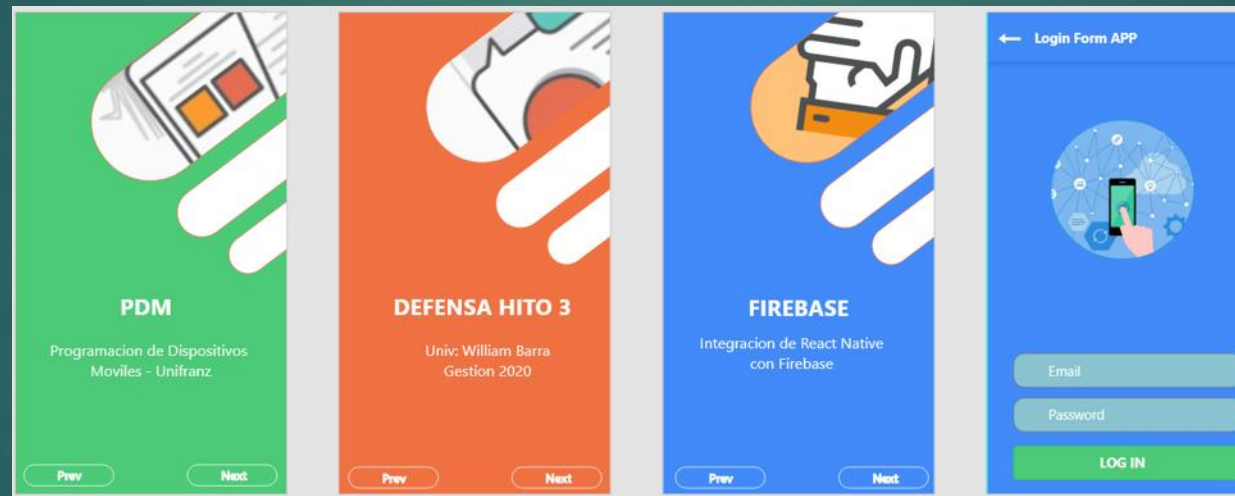 PDM
Programacion de Dispositivos
Moviles - Unifranz
Prev
Next
DEFENSA HITO 3
Univ: William Barra
Gestion 2020
Prev
Next
FIREBASE
Integracion de React Native
con Firebase
Prev
Next
Login Form APP
Email
Password
LOG IN